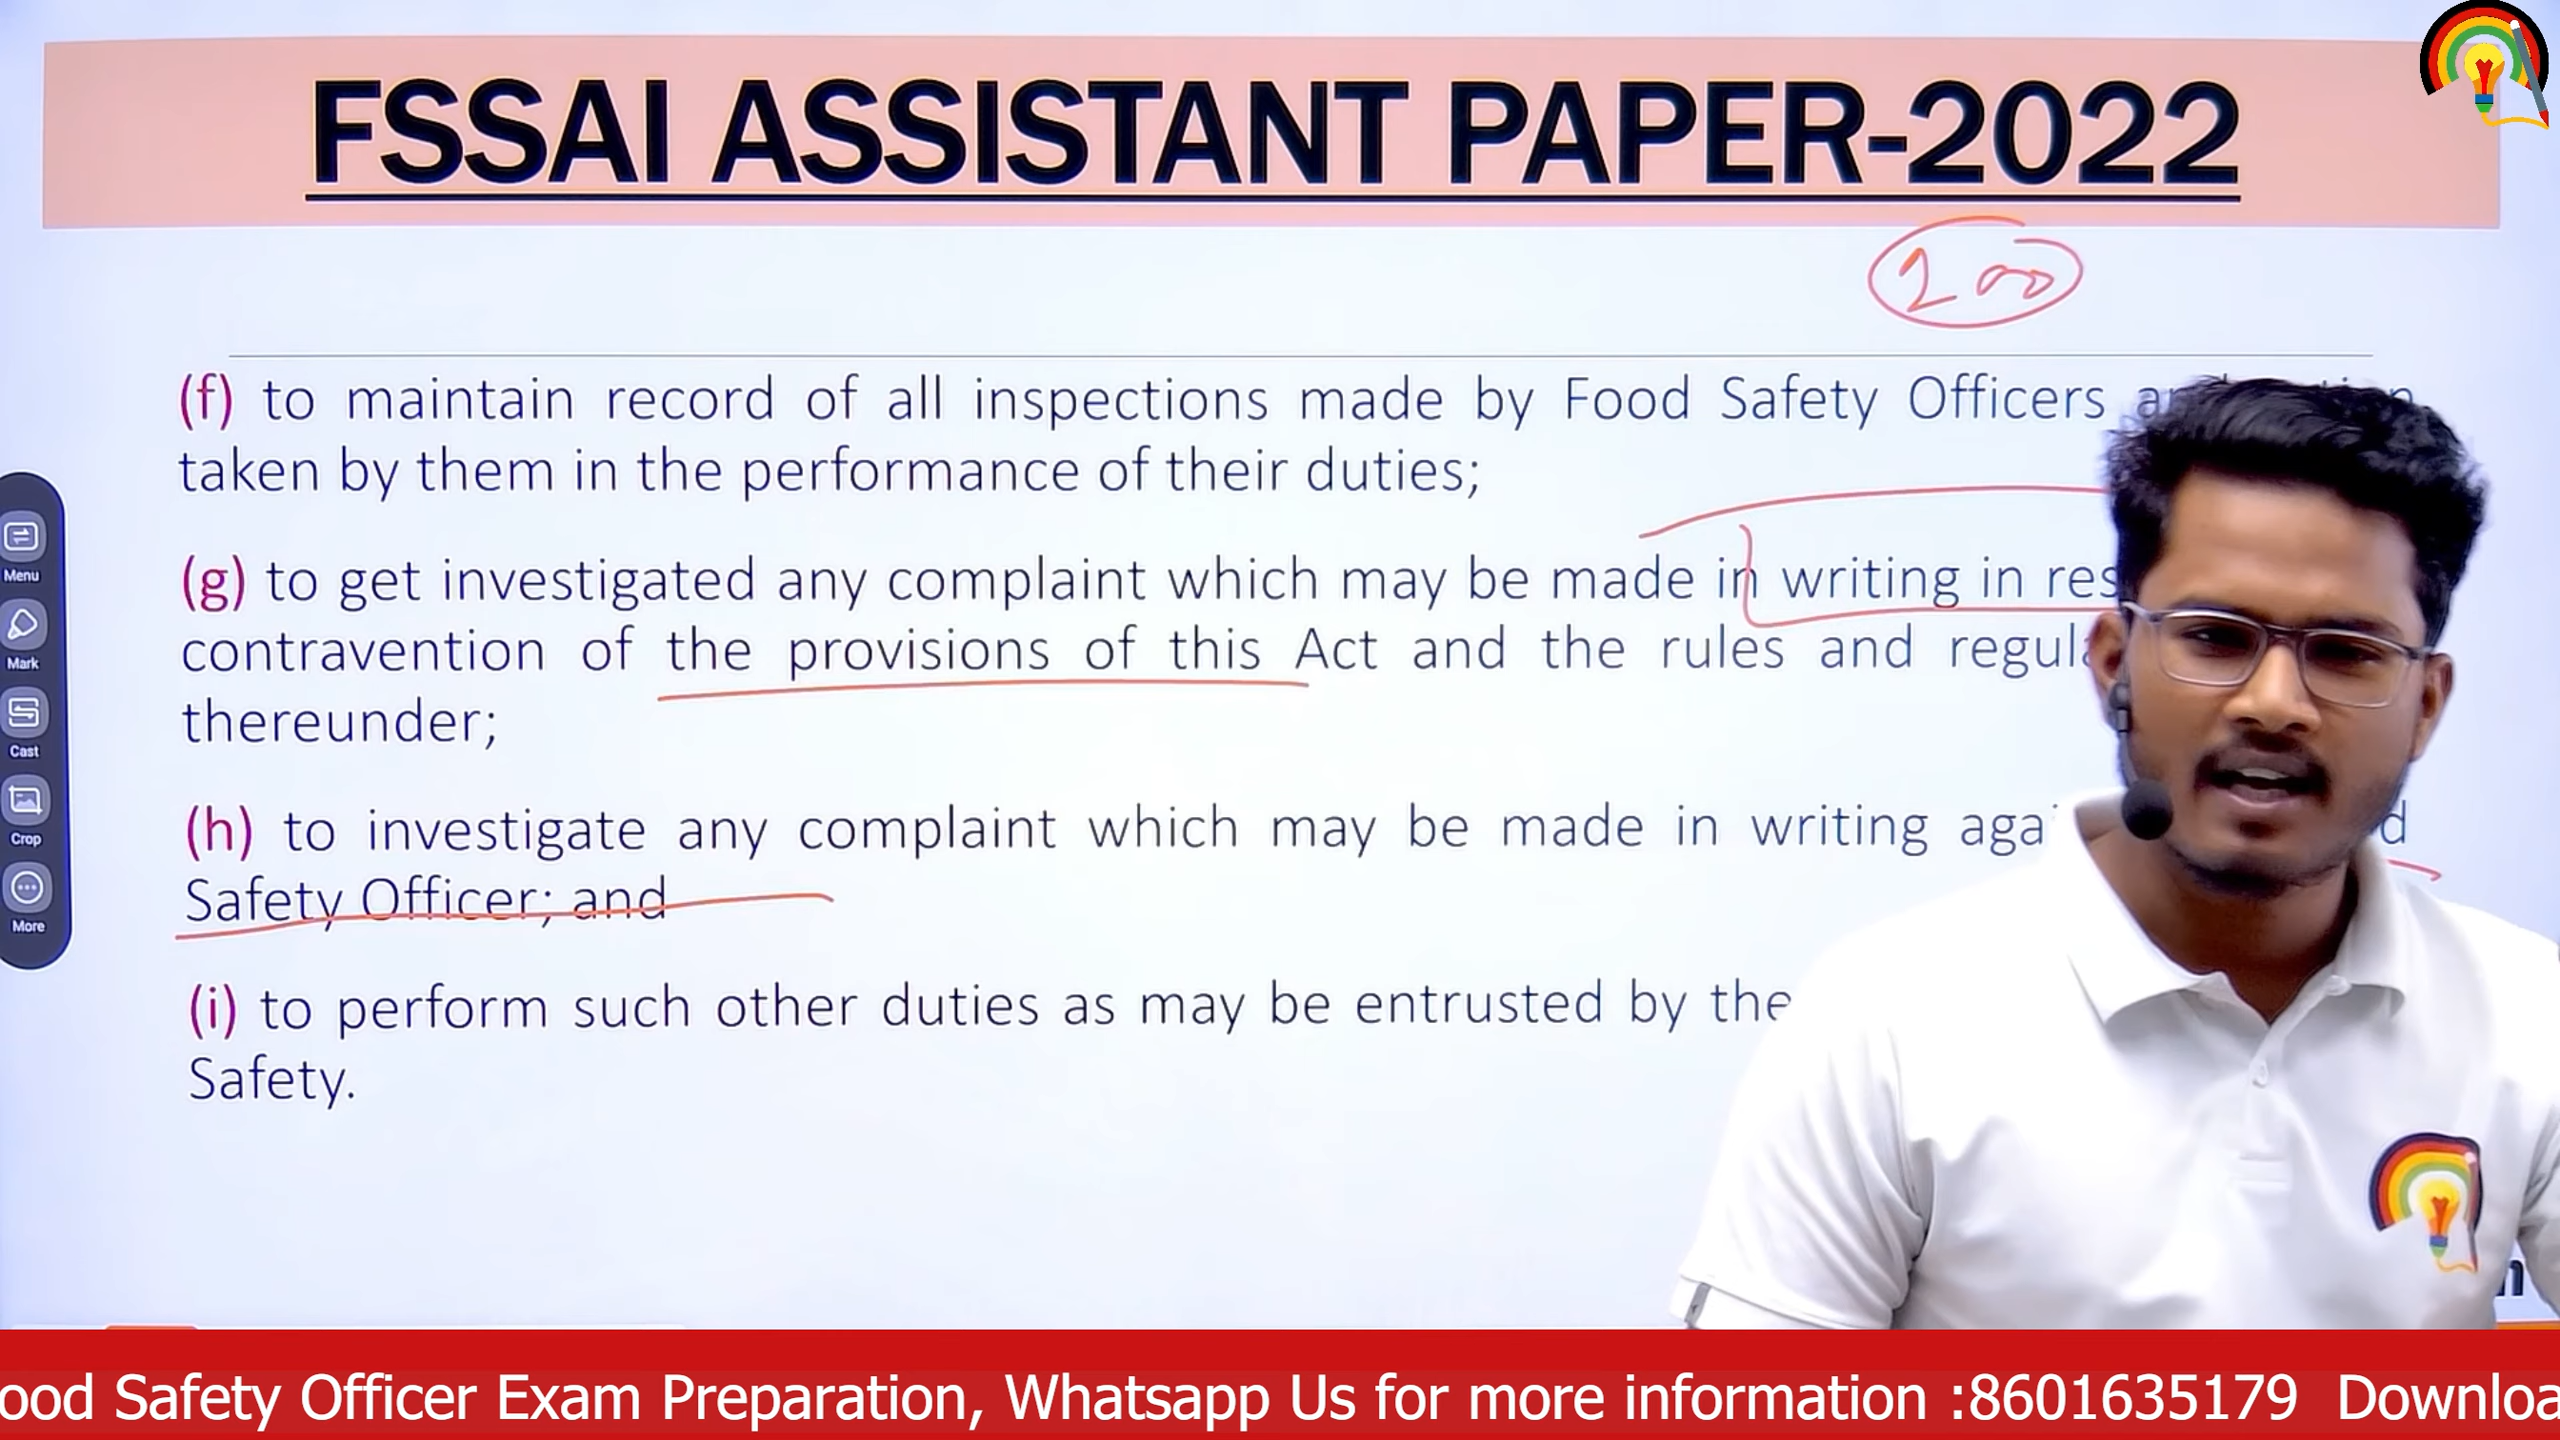 FSSAI ASSISTANT PAPER-2022
200
(f) to maintain record of all inspections made by Food Safety Officers
taken by them in the performance of their duties;
(g) to get investigated any complaint which may be made in writing in res
contravention of the provisions of this Act and the rules and regul
thereunder;
(h) to investigate any complaint which may be made in writing aga
Safety Officer; and
(i) to perform such other duties as may be entrusted by the
Safety.
Menu
Mark
Cast
Crop
More
ood Safety Officer Exam Preparation, Whatsapp Us for more information :8601635179 Downloa